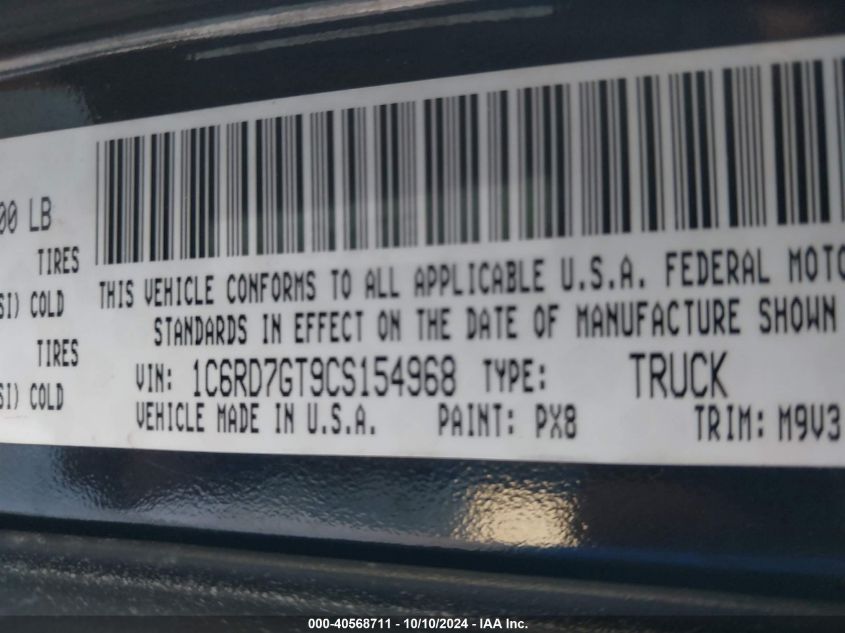 00 LB
TIRES
SI) COLD
TIRES
SI) COLD
THIS VEHICLE CONFORMS TO ALL APPLICABLE U.S.A. FEDERAL MOTO
STANDARDS IN EFFECT ON THE DATE OF MANUFACTURE SHOWN
VIN: 1C6RD7GT9CS154968 TYPE: TRUCK
VEHICLE MADE IN U.S.A. PAINT: PX8 TRIM: M9V3
000-40568711 - 10/10/2024 - IAA Inc.